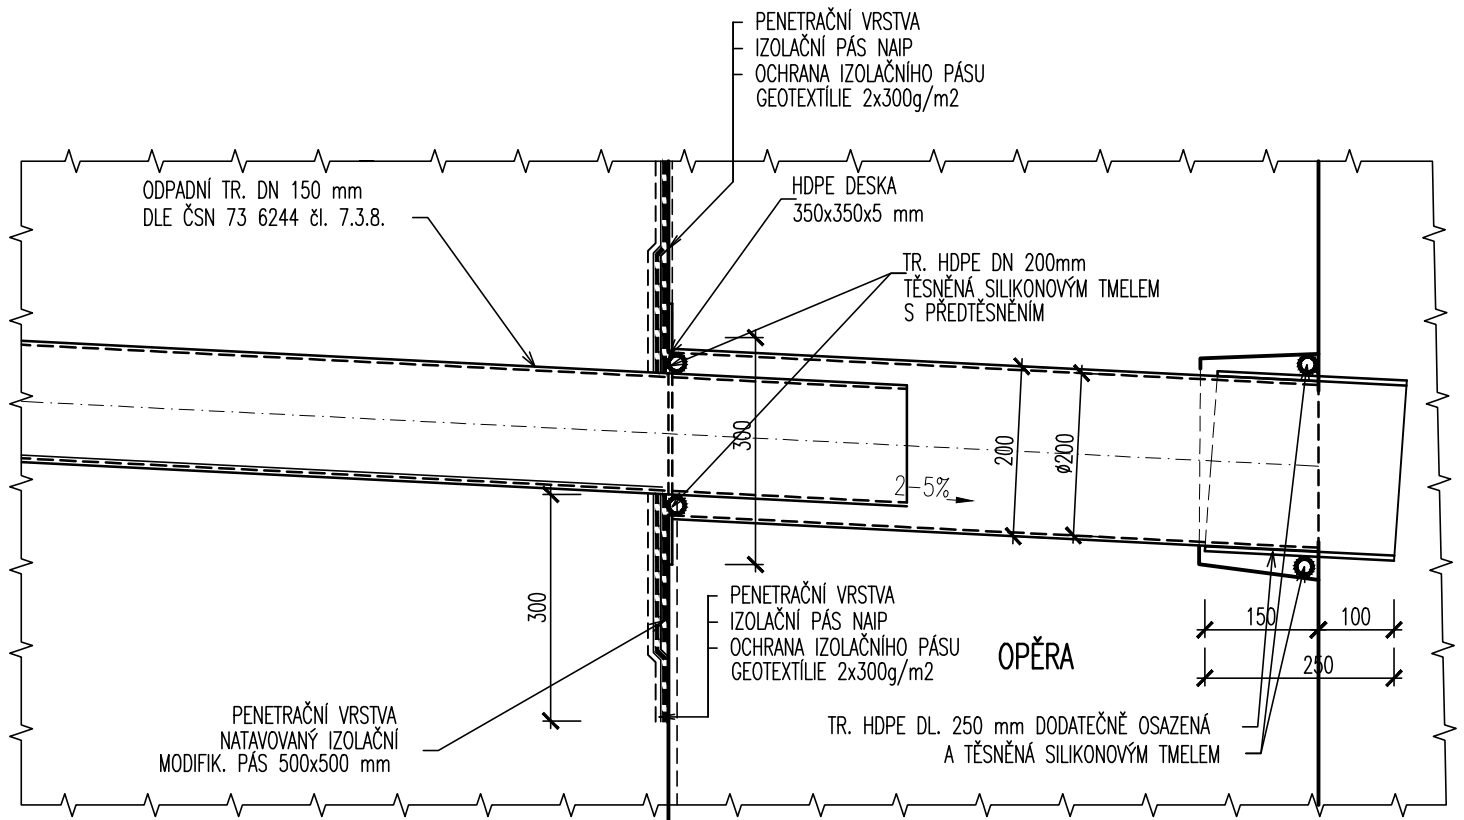 PENETRAČNÍ VRSTVA
IZOLAČNÍ PÁS NAIP
OCHRANA IZOLAČNÍHO PÁSU
GEOTEXTÍLIE 2x300g/m2
ODPADNÍ TR. DN 150 mm
DLE ČSN 73 6244 čl. 7.3.8.
HDPE DESKA
350x350x5 mm
TR. HDPE DN 200mm
TĚSNĚNÁ SILIKONOVÝM TMELEM
S PŘEDTĚSNĚNÍM
300
200
ø200
2-5%
300
150
100
250
PENETRAČNÍ VRSTVA
IZOLAČNÍ PÁS NAIP
OCHRANA IZOLAČNÍHO PÁSU
GEOTEXTÍLIE 2x300g/m2
OPĚRA
PENETRAČNÍ VRSTVA
NATAVOVANÝ IZOLAČNÍ
MODIFIK. PÁS 500x500 mm
TR. HDPE DL. 250 mm DODATEČNĚ OSAZENÁ
A TĚSNĚNÁ SILIKONOVÝM TMELEM